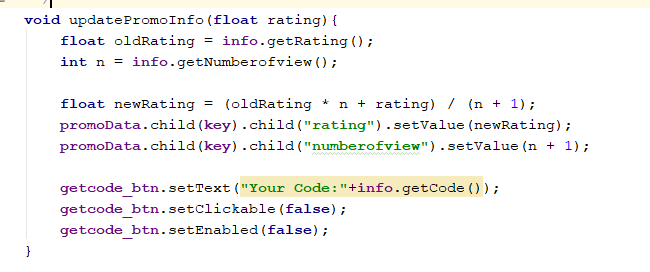 void updatePromoInfo(float rating){
float oldRating = info.getRating();
int n = info.getNumberofview();
float newRating = (oldRating * n + rating) / (n + 1);
promoData.child(key).child("rating").setValue(newRating);
promoData.child(key).child("numberofview").setValue(n + 1);
getcode_btn.setText("Your Code:"+info.getCode());
getcode_btn.setClickable(false);
getcode_btn.setEnabled(false);
}